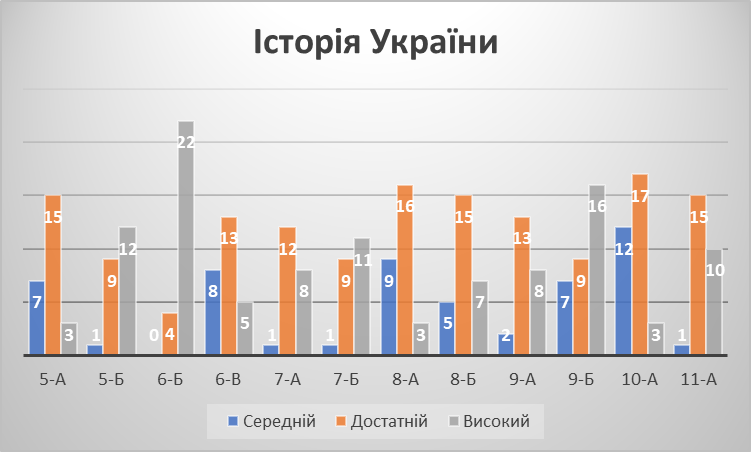 Історія України
7 15 3 1 9 12 0 4 22 8 13 5 1 12 8 1 9 11 9 16 3 5 15 7 2 13 8 7 9 16 12 17 3 1 15 10
5-А 5-Б 6-Б 6-В 7-А 7-Б 8-А 8-Б 9-А 9-Б 10-А 11-А
Середній Достатній Високий